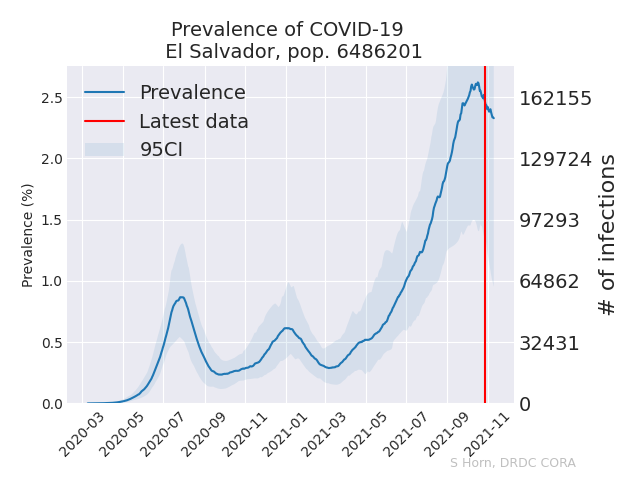 Prevalence of COVID-19
El Salvador, pop. 6486201
Prevalence
Latest data
95CI
Prevalence (%)
2.5
2.0
1.5
1.0
0.5
0.0
162155
129724
97293
64862
32431
0
# of infections
2020-03
2020-05
2020-07
2020-09
2020-11
2021-01
2021-03
2021-05
2021-07
2021-09
2021-11
S Horn, DRDC CORA